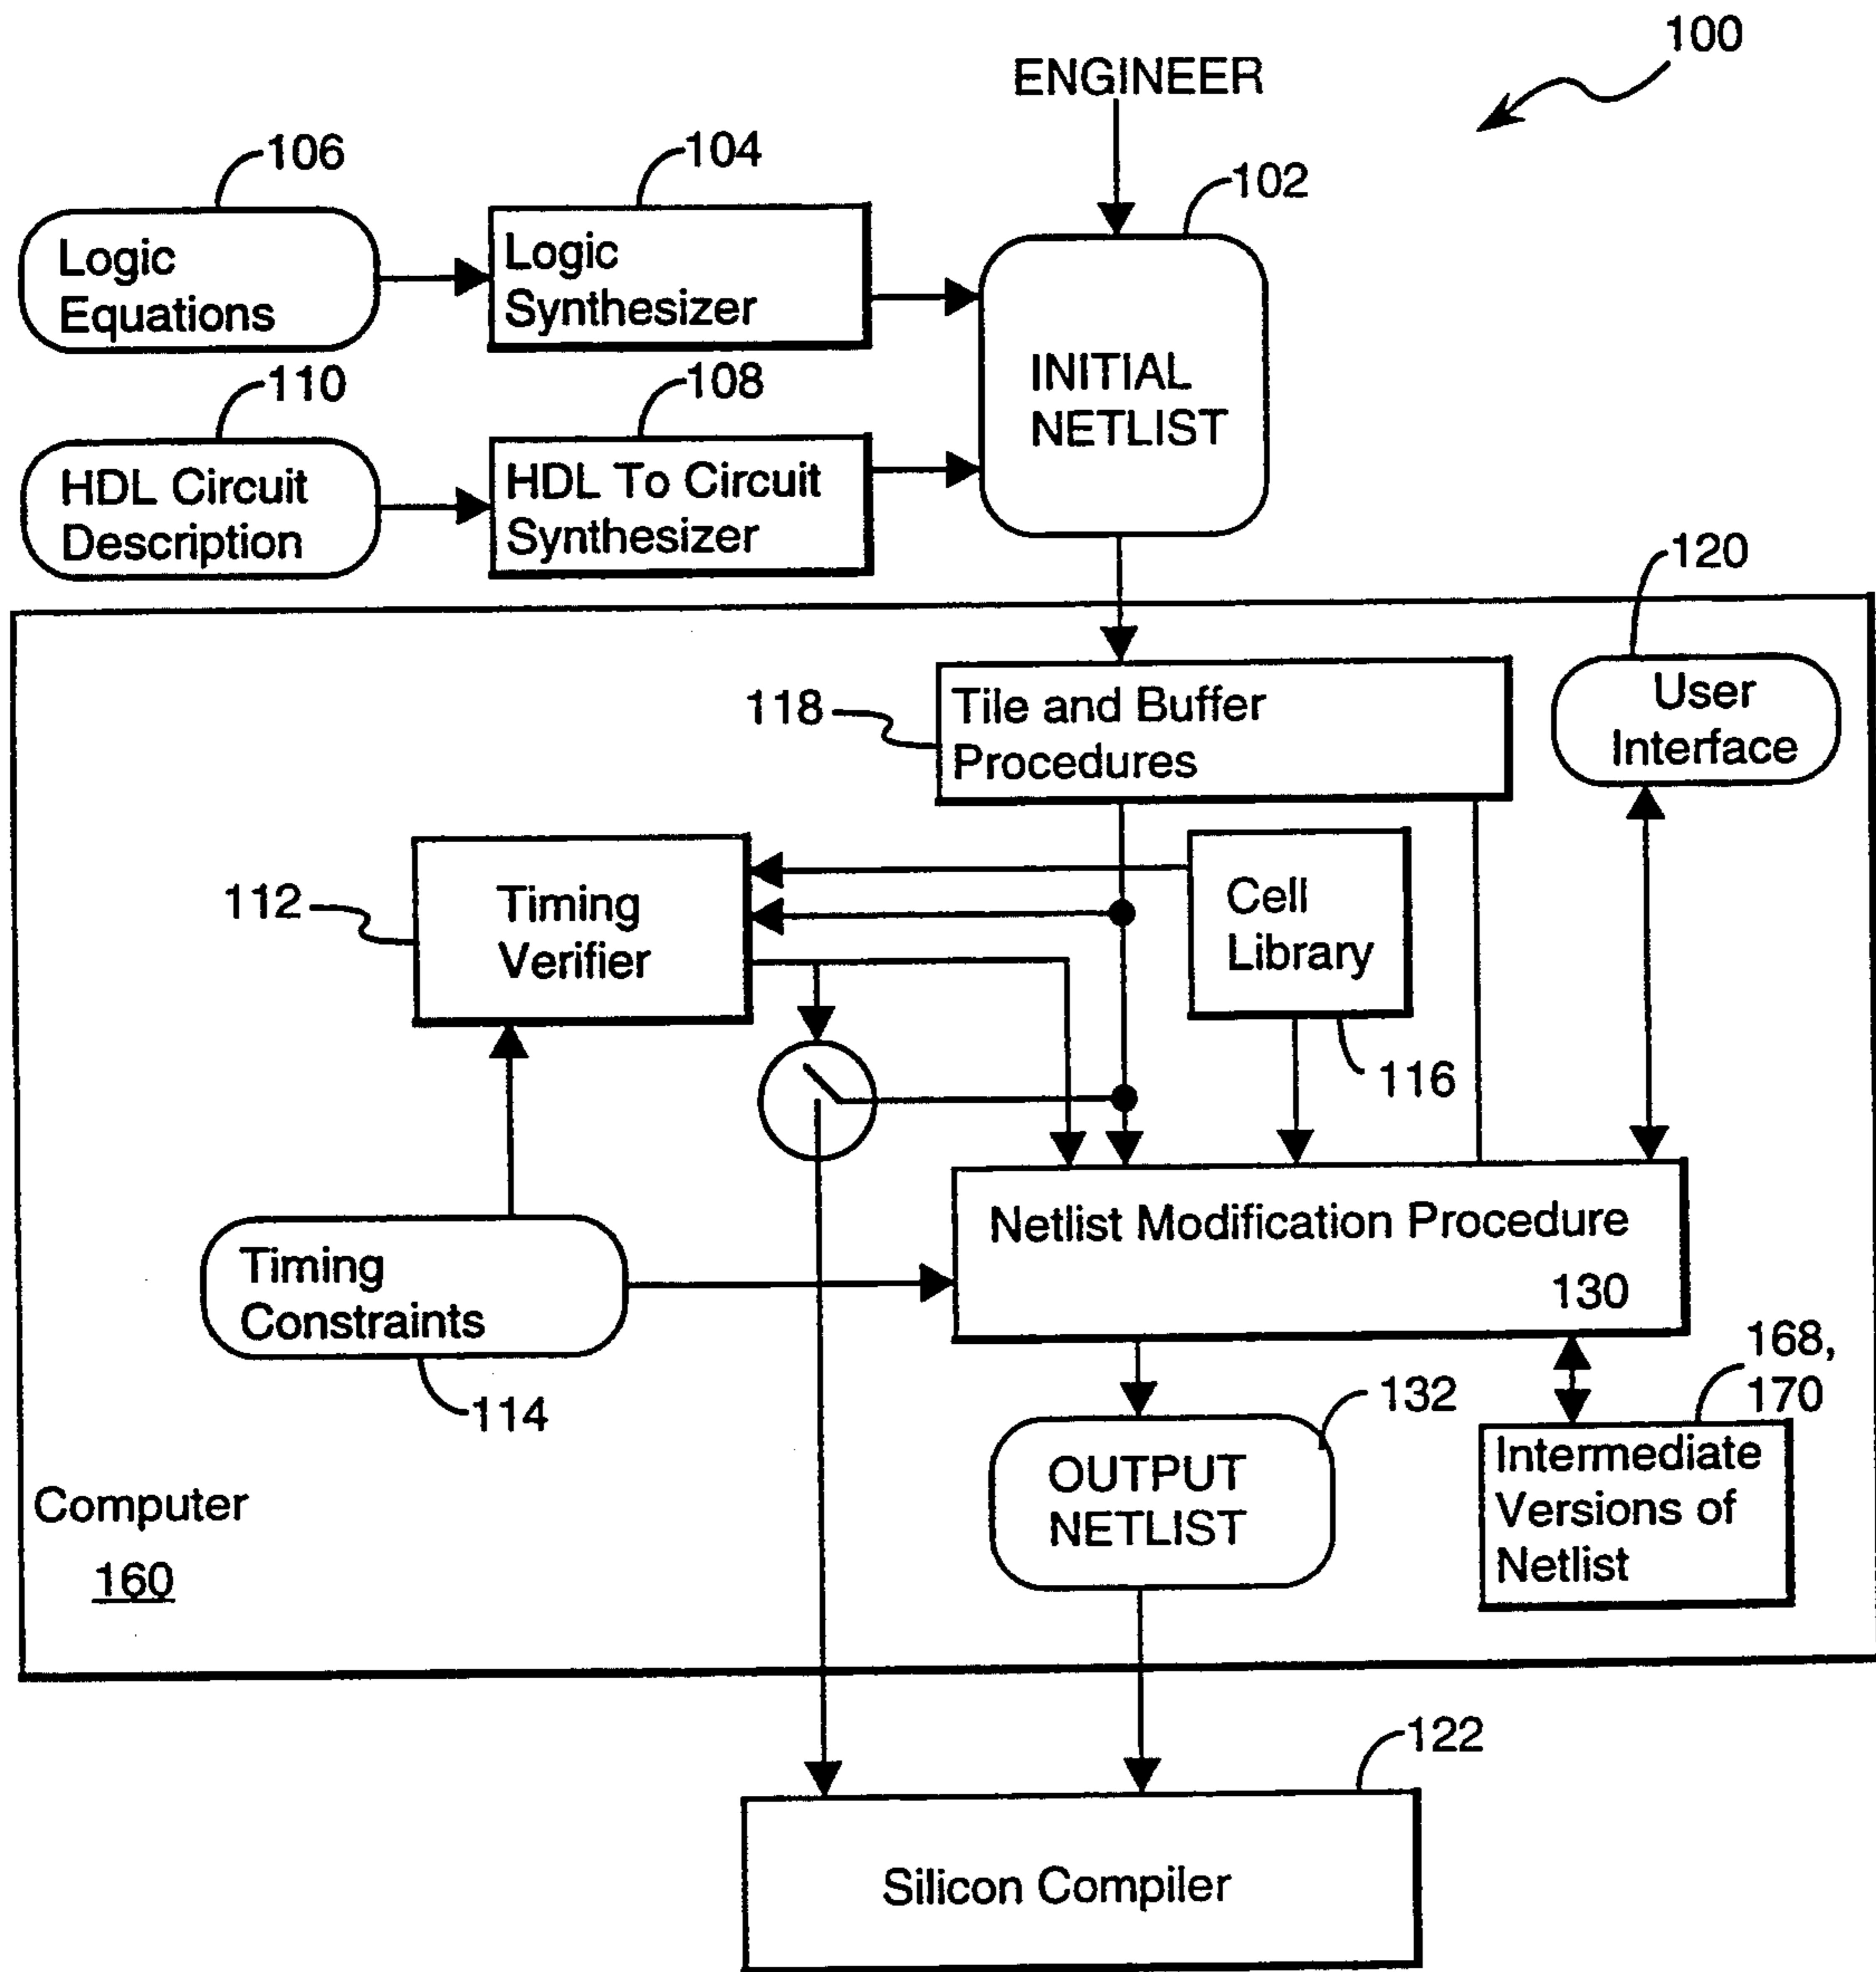 100
ENGINEER
106
104
102
Logic
Equations
Logic
Synthesizer
INITIAL
NETLIST
110
108
HDL Circuit
Description
HDL To Circuit
Synthesizer
120
118
Tile and Buffer
Procedures
User
Interface
112
Timing
Verifier
Cell
Library
116
Netlist Modification Procedure
130
Timing
Constraints
114
132
168,
170
OUTPUT
NETLIST
Intermediate
Versions of
Netlist
Computer
160
122
Silicon Compiler